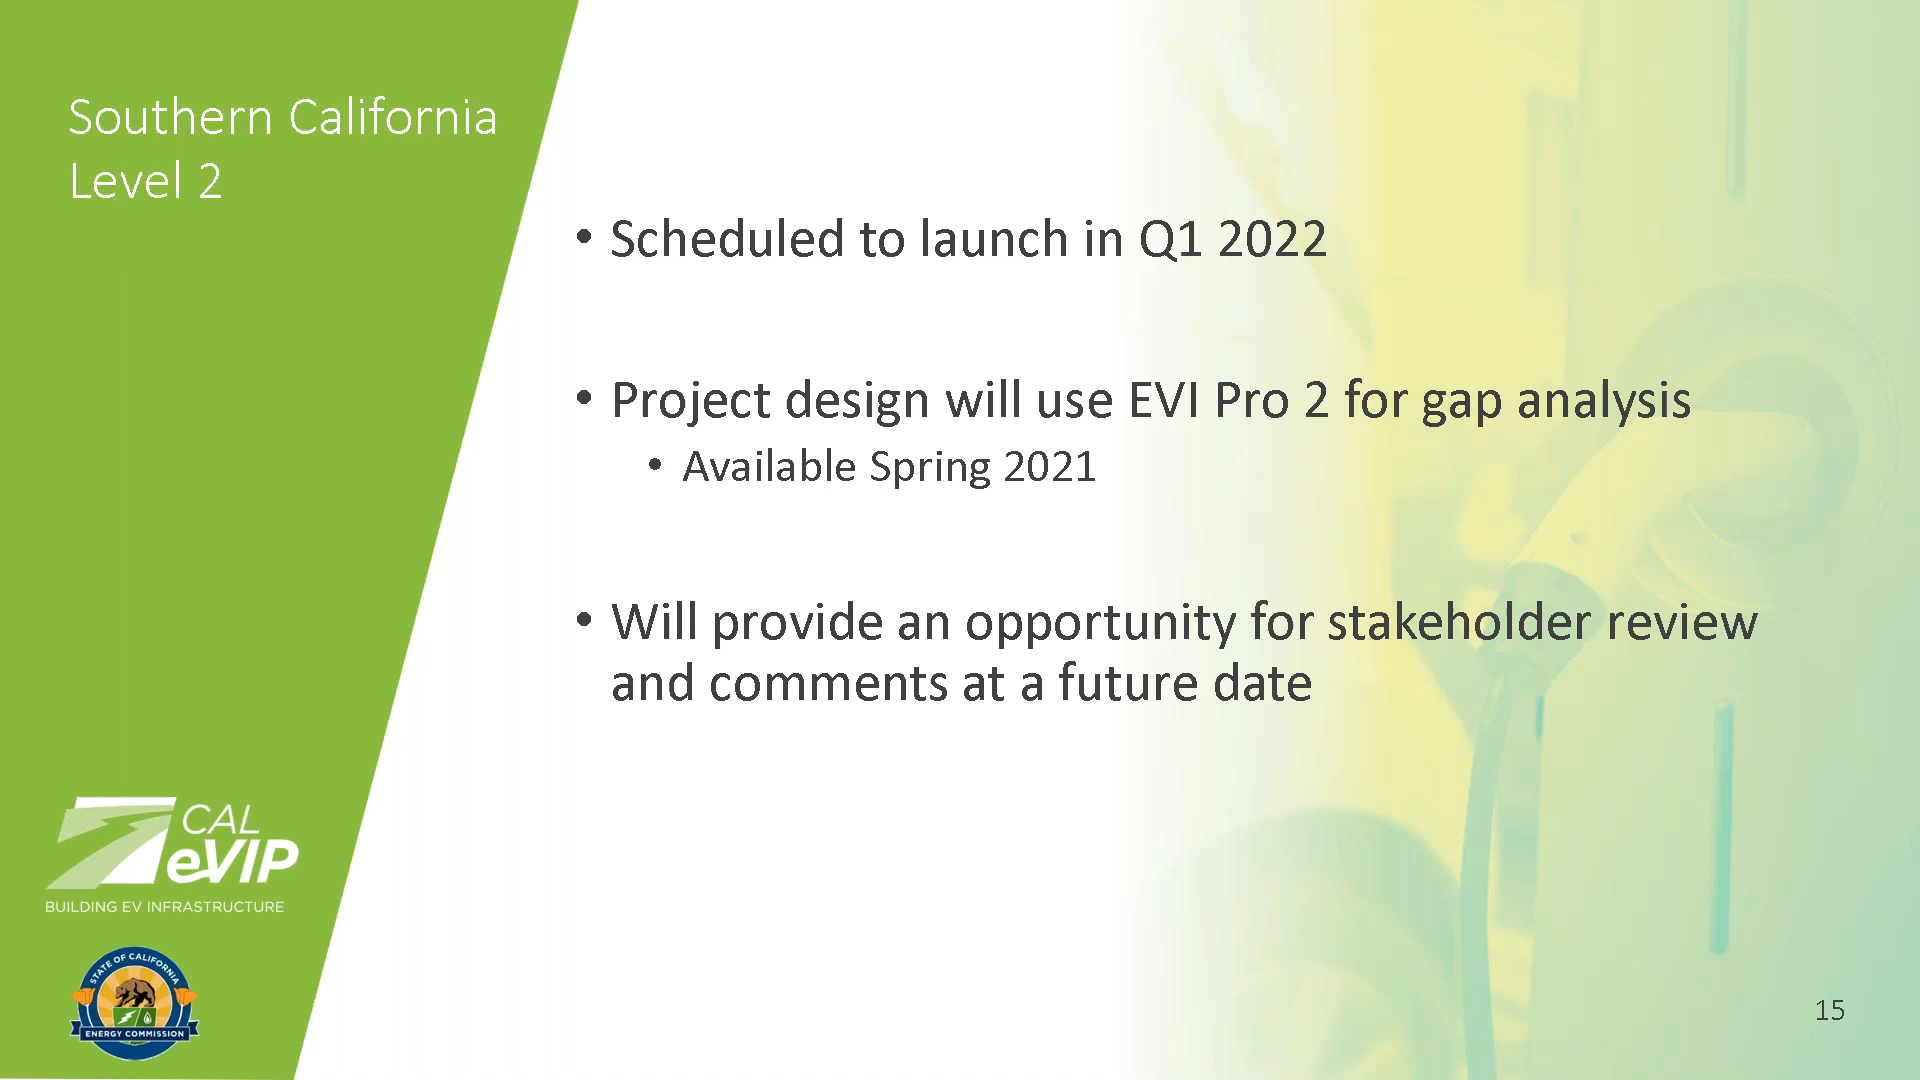 Southern California
Level 2
• Scheduled to launch in Q1 2022
• Project design will use EVI Pro 2 for gap analysis
• Available Spring 2021
• Will provide an opportunity for stakeholder review
and comments at a future date
CAL
eVIP
BUILDING EV INFRASTRUCTURE
STATE OF CALIFORNIA
ENERGY COMMISSION
15